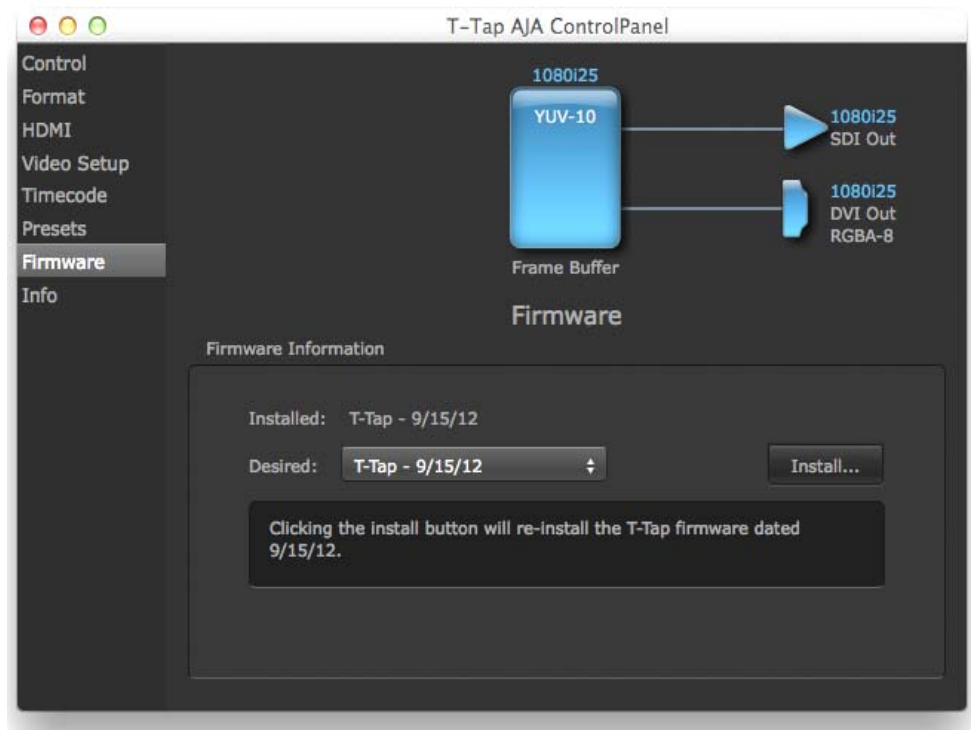 T-Tap AJA ControlPanel
Control
Format
HDMI
Video Setup
Timecode
Presets
Firmware
Info
1080i25
YUV-10
Frame Buffer
1080i25
SDI Out
1080i25
DVI Out
RGBA-8
Firmware
Firmware Information
Installed: T-Tap - 9/15/12
Desired: T-Tap - 9/15/12
Install...
Clicking the install button will re-install the T-Tap firmware dated
9/15/12.